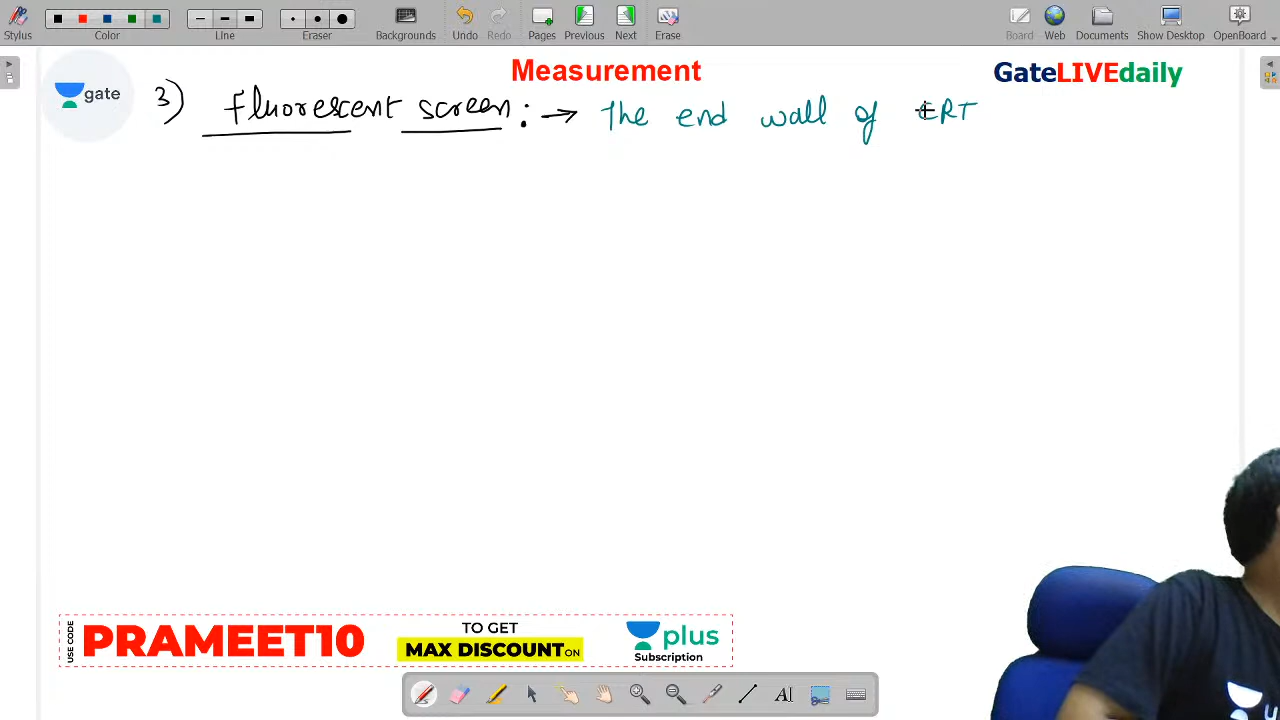 Stylus
Color
Line
Eraser
Backgrounds
Undo
Redo
Pages
Previous
Next
Erase
Board
Web
Documents
Show Desktop
OpenBoard
gate
Measurement
GateLIVEdaily
3) Fluorescent screen :→ The end wall of CRT
USE CODE
PRAMEET10
TO GET
MAX DISCOUNT ON
plus
Subscription